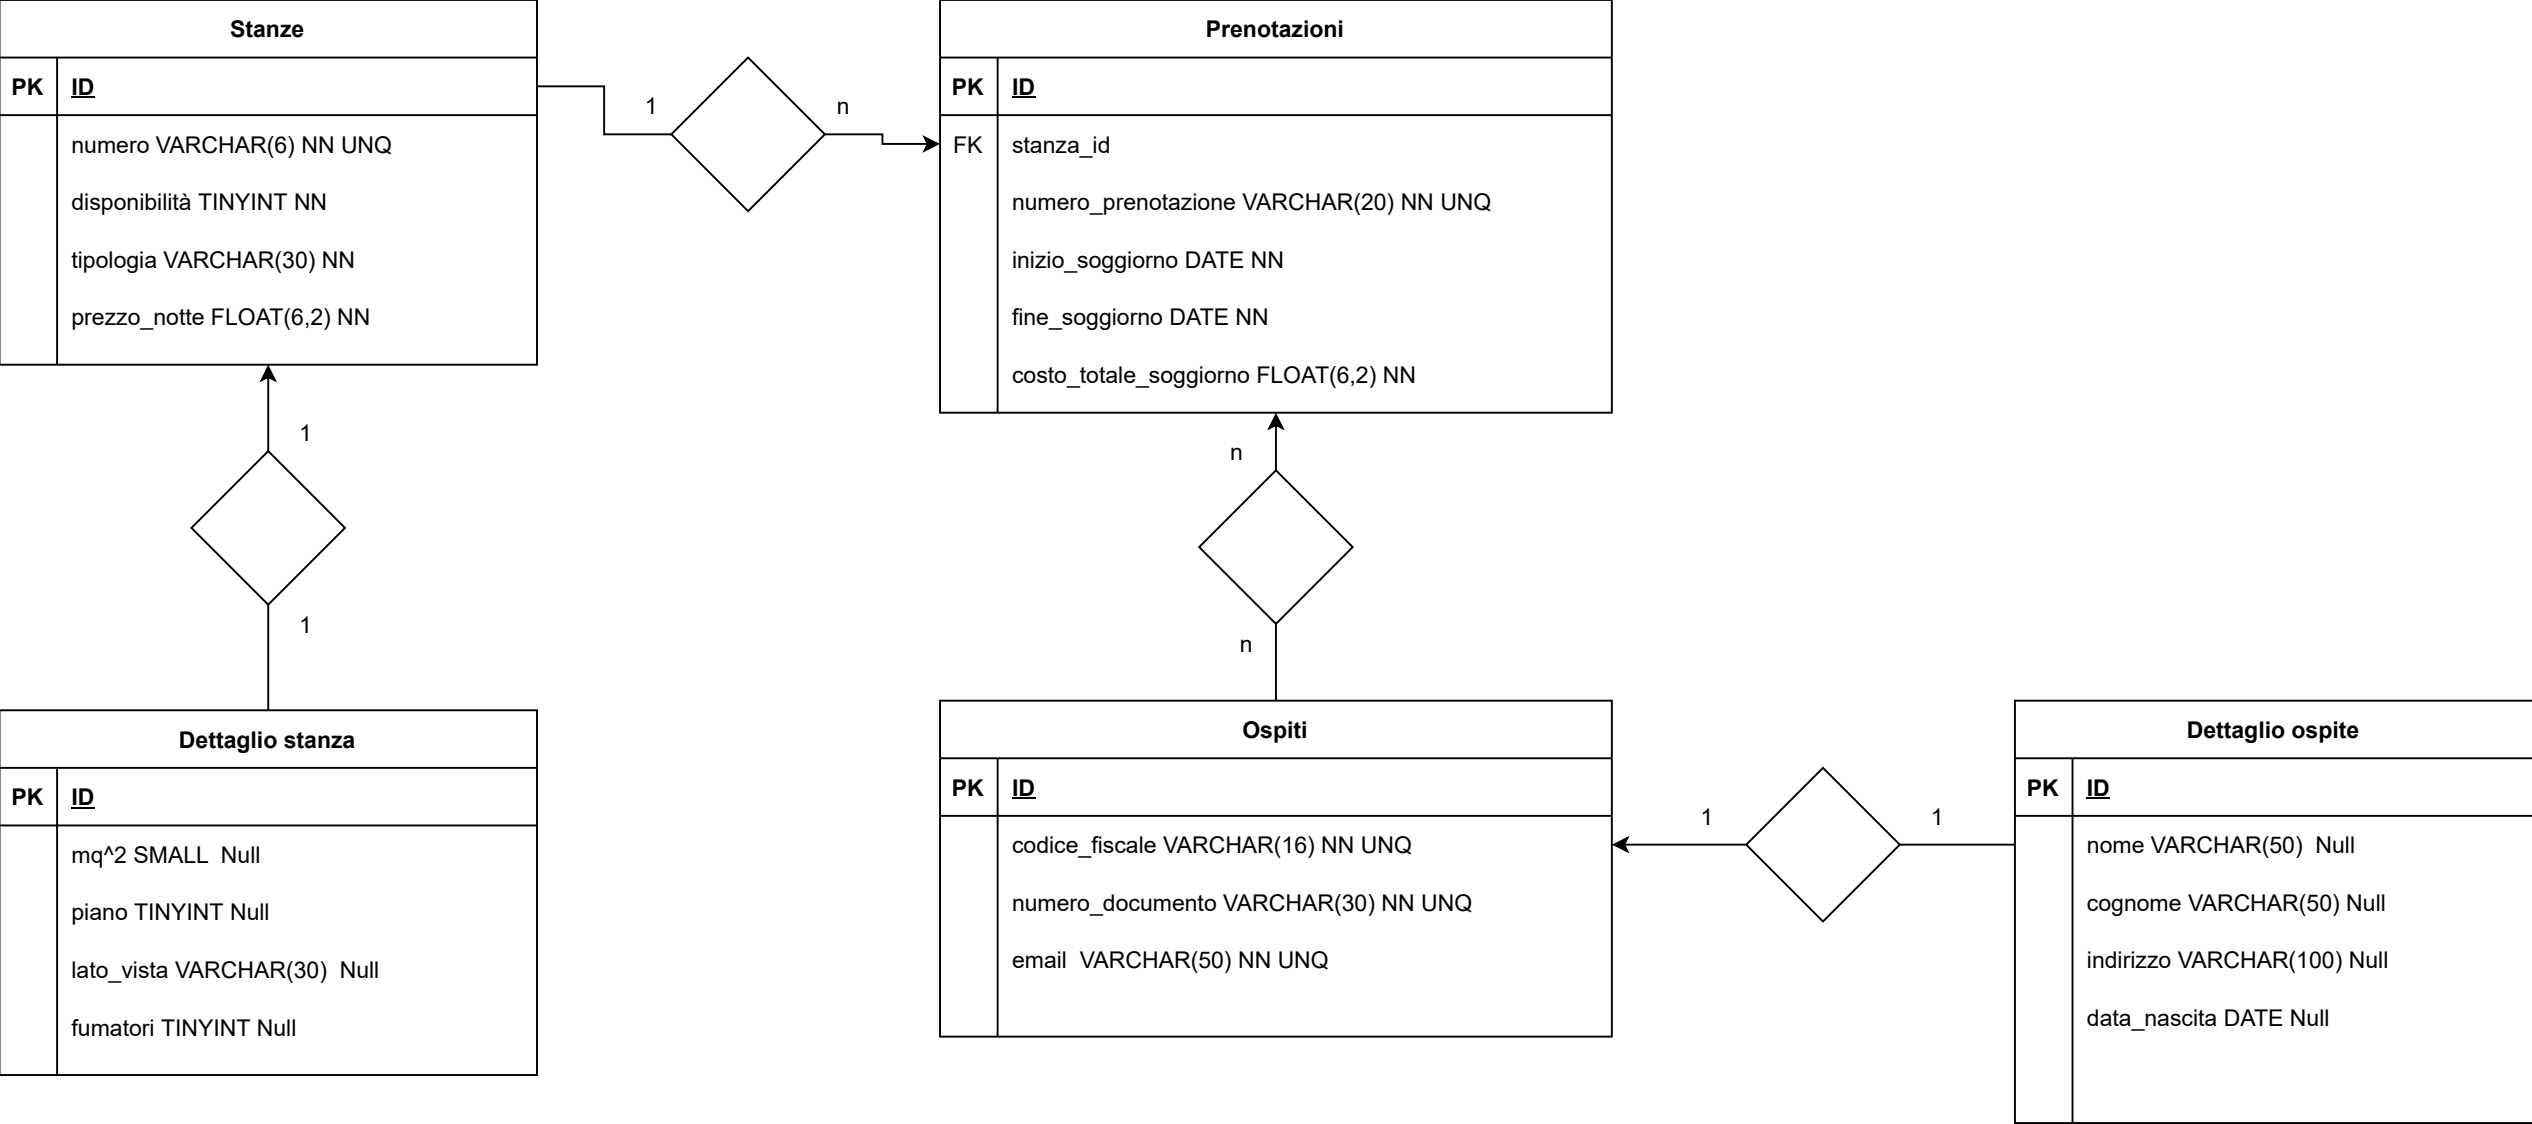 Stanze
PK ID
numero VARCHAR(6) NN UNQ
disponibilità TINYINT NN
tipologia VARCHAR(30) NN
prezzo_notte FLOAT(6,2) NN
1
n
Prenotazioni
PK ID
FK stanza_id
numero_prenotazione VARCHAR(20) NN UNQ
inizio_soggiorno DATE NN
fine_soggiorno DATE NN
costo_totale_soggiorno FLOAT(6,2) NN
1
1
n
n
Dettaglio stanza
PK ID
mq^2 SMALL  Null
piano TINYINT Null
lato_vista VARCHAR(30)  Null
fumatori TINYINT Null
Ospiti
PK ID
codice_fiscale VARCHAR(16) NN UNQ
numero_documento VARCHAR(30) NN UNQ
email  VARCHAR(50) NN UNQ
1
1
Dettaglio ospite
PK ID
nome VARCHAR(50)  Null
cognome VARCHAR(50) Null
indirizzo VARCHAR(100) Null
data_nascita DATE Null